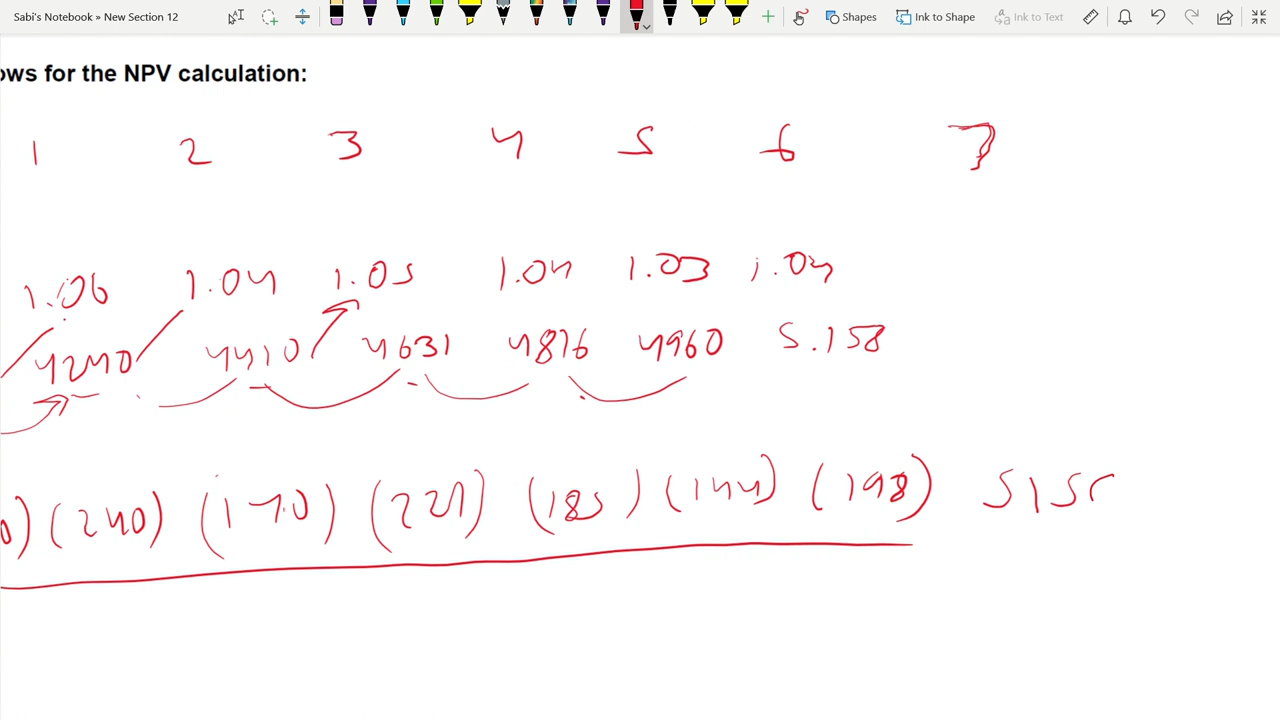 Sabi's Notebook » New Section 12
Shapes Ink to Shape Ink to Text
ows for the NPV calculation:
1 2 3 4 5 6 7
1.06 1.04 1.05 1.04 1.03 1.04
4240 4410 4631 4816 4960 5.158
0) (240) (170) (221) (185) (144) (198) 515